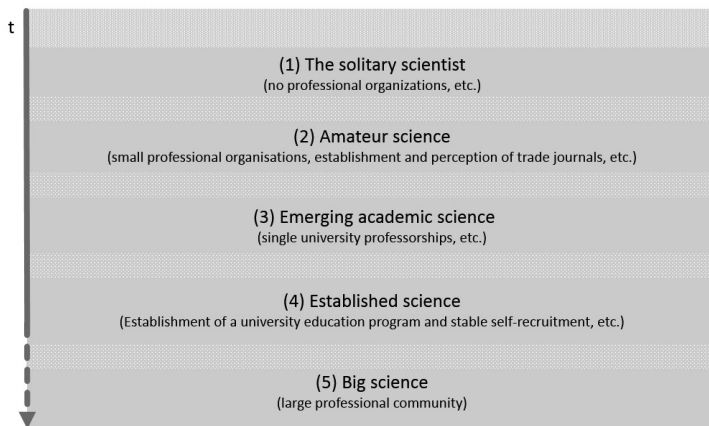 t
(1) The solitary scientist
(no professional organizations, etc.)
(2) Amateur science
(small professional organisations, establishment and perception of trade journals, etc.)
(3) Emerging academic science
(single university professorships, etc.)
(4) Established science
(Establishment of a university education program and stable self-recruitment, etc.)
(5) Big science
(large professional community)